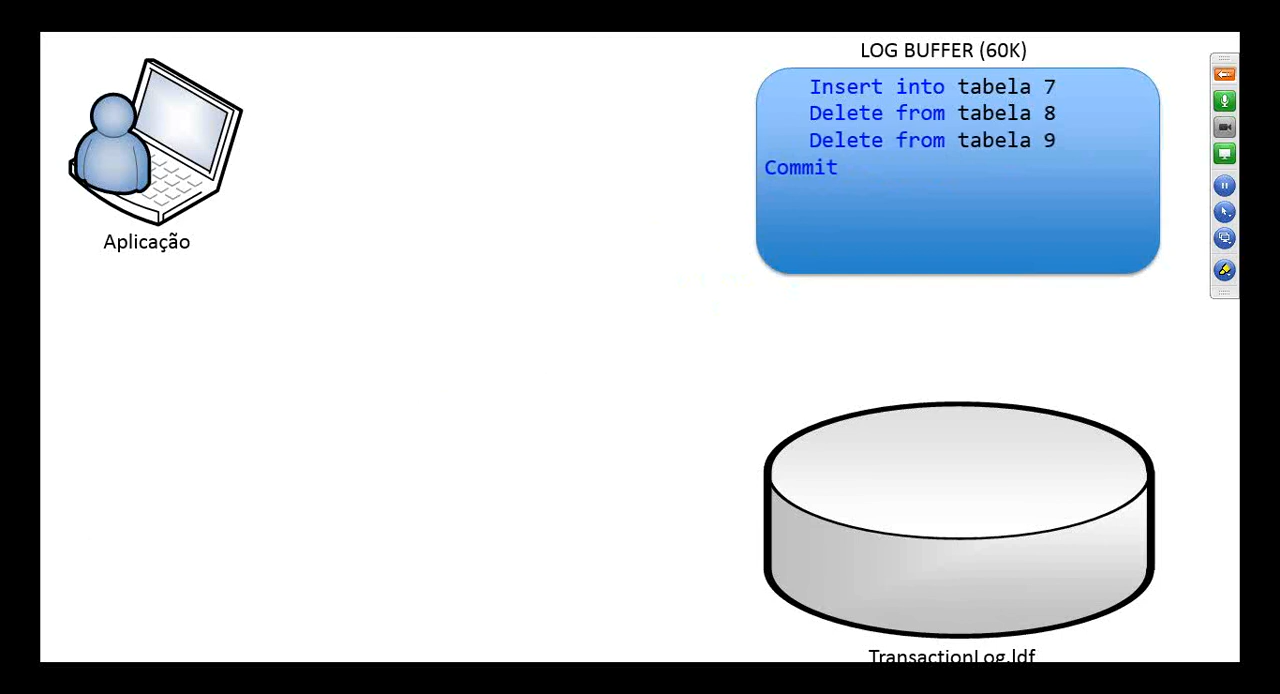 LOG BUFFER (60K)
Insert into tabela 7
Delete from tabela 8
Delete from tabela 9
Commit
Aplicação
TransactionLog.ldf